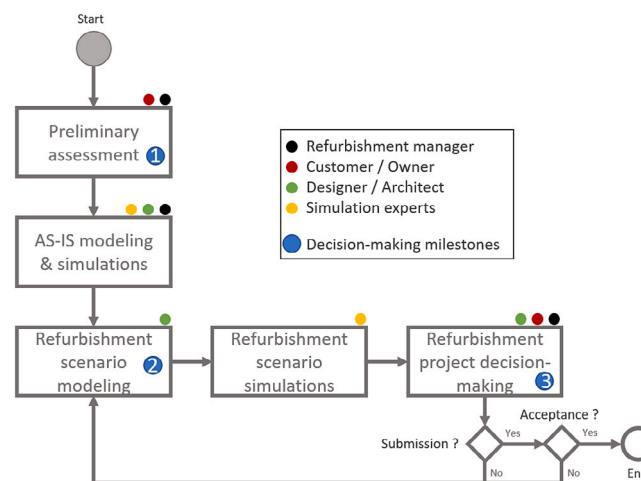 Start
Preliminary
assessment
1
Refurbishment manager
Customer / Owner
Designer / Architect
Simulation experts
Decision-making milestones
AS-IS modeling
& simulations
Refurbishment
scenario
modeling
2
Refurbishment
scenario
simulations
Refurbishment
project decision-
making
3
Acceptance ?
Submission ?
Yes
Yes
No
No
En